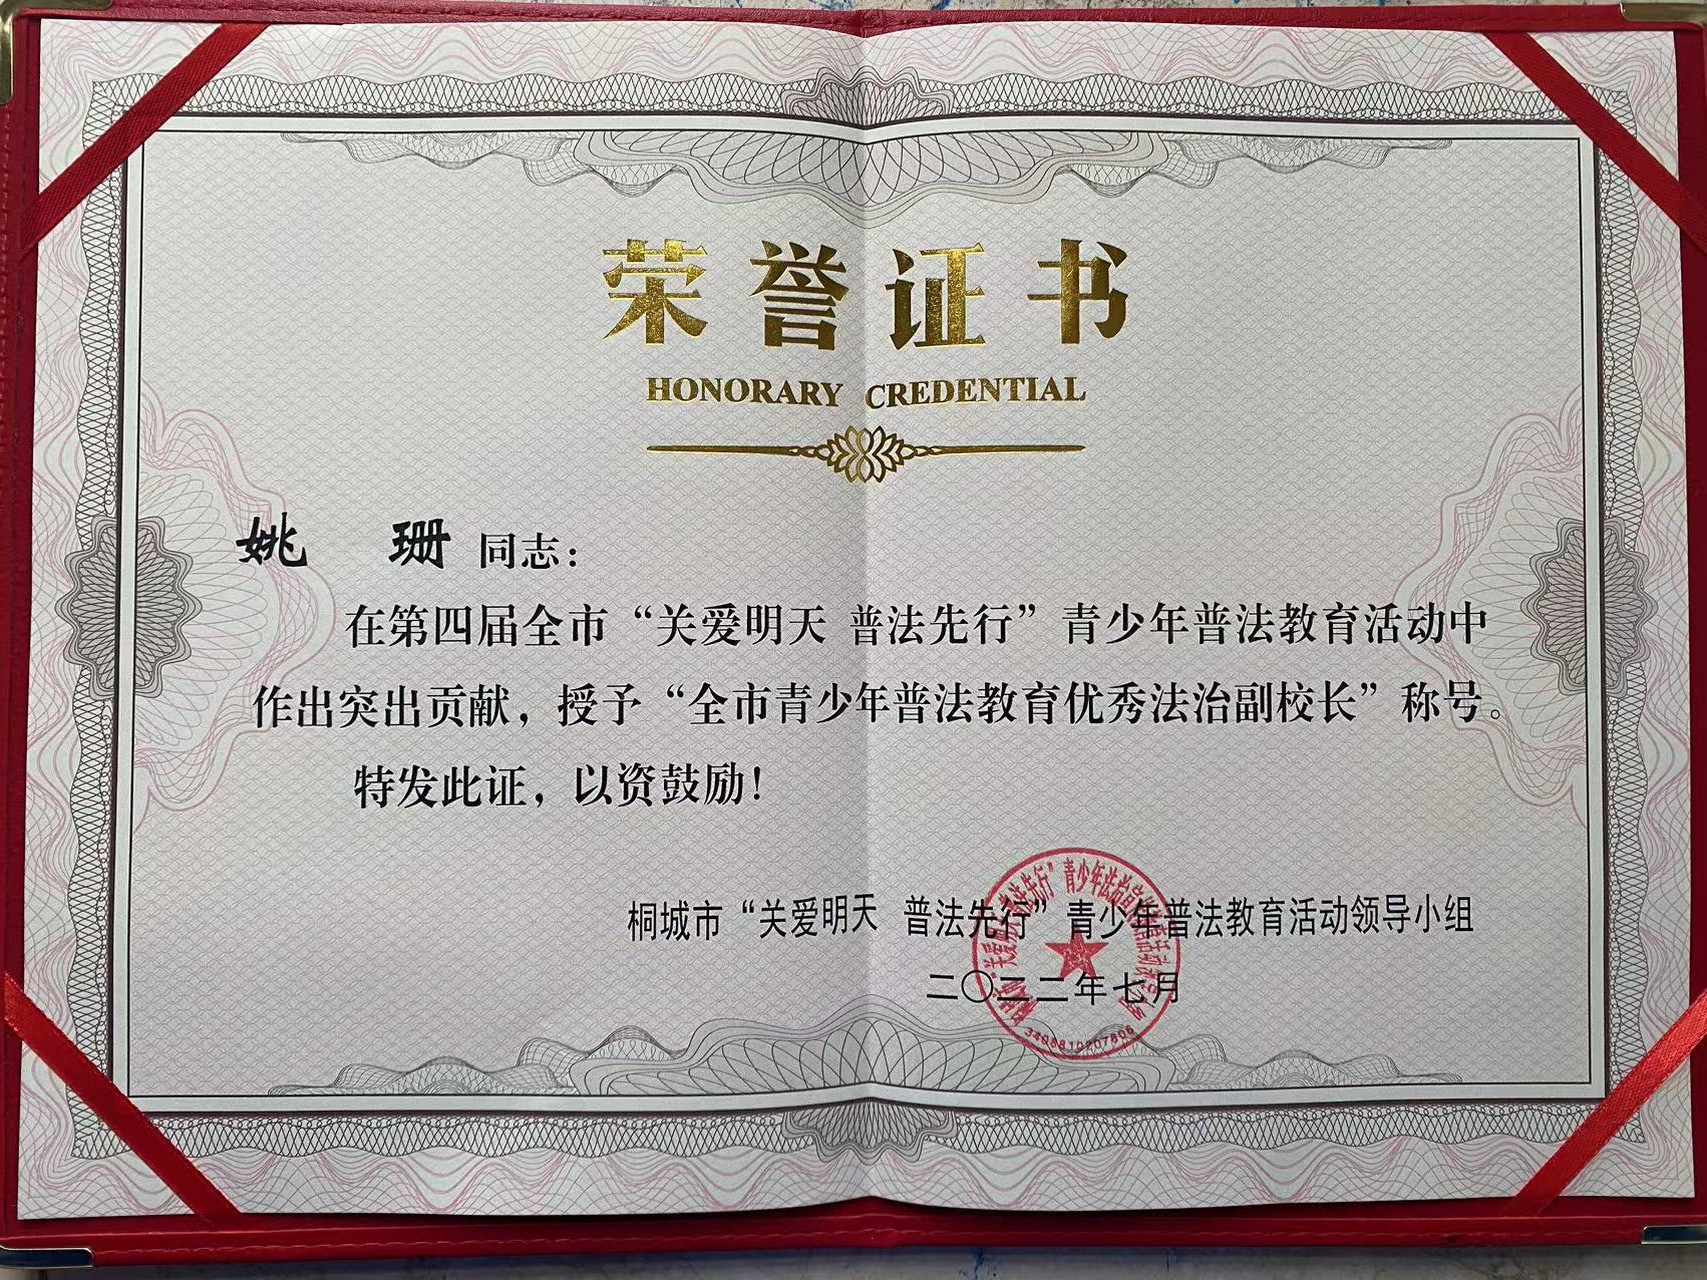 荣誉证书
HONORARY CREDENTIAL
姚 珊 同志：
在第四届全市“关爱明天 普法先行”青少年普法教育活动中
作出突出贡献，授予“全市青少年普法教育优秀法治副校长”称号。
特发此证，以资鼓励！
桐城市“关爱明天 普法先行”青少年普法教育活动领导小组
二〇二二年七月
3408810207806